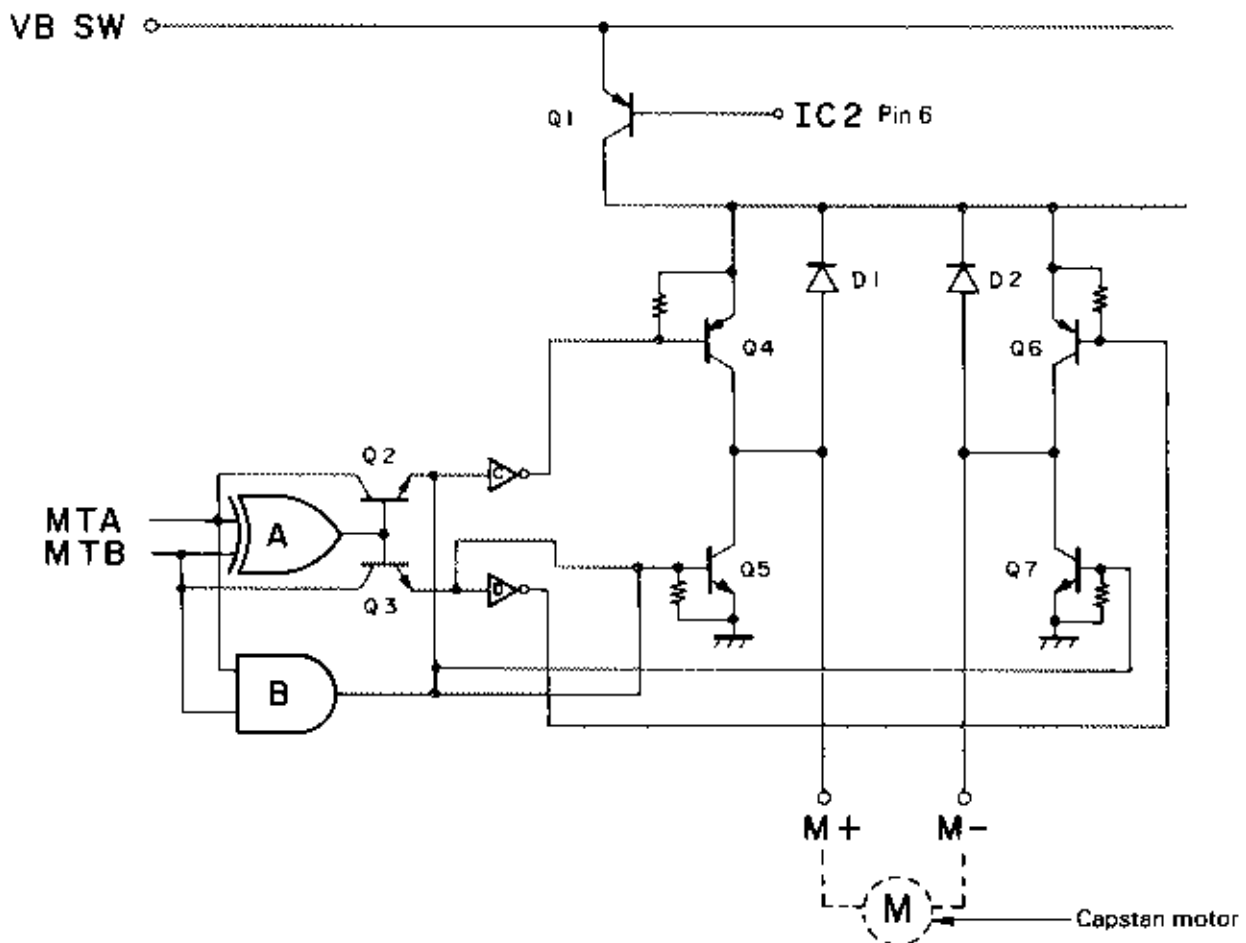 VB SW
Q1
IC2 Pin 6
D1
D2
Q4
Q6
Q2
C
MTA
MTB
A
Q3
D
Q5
Q7
B
M+
M-
M
Capstan motor